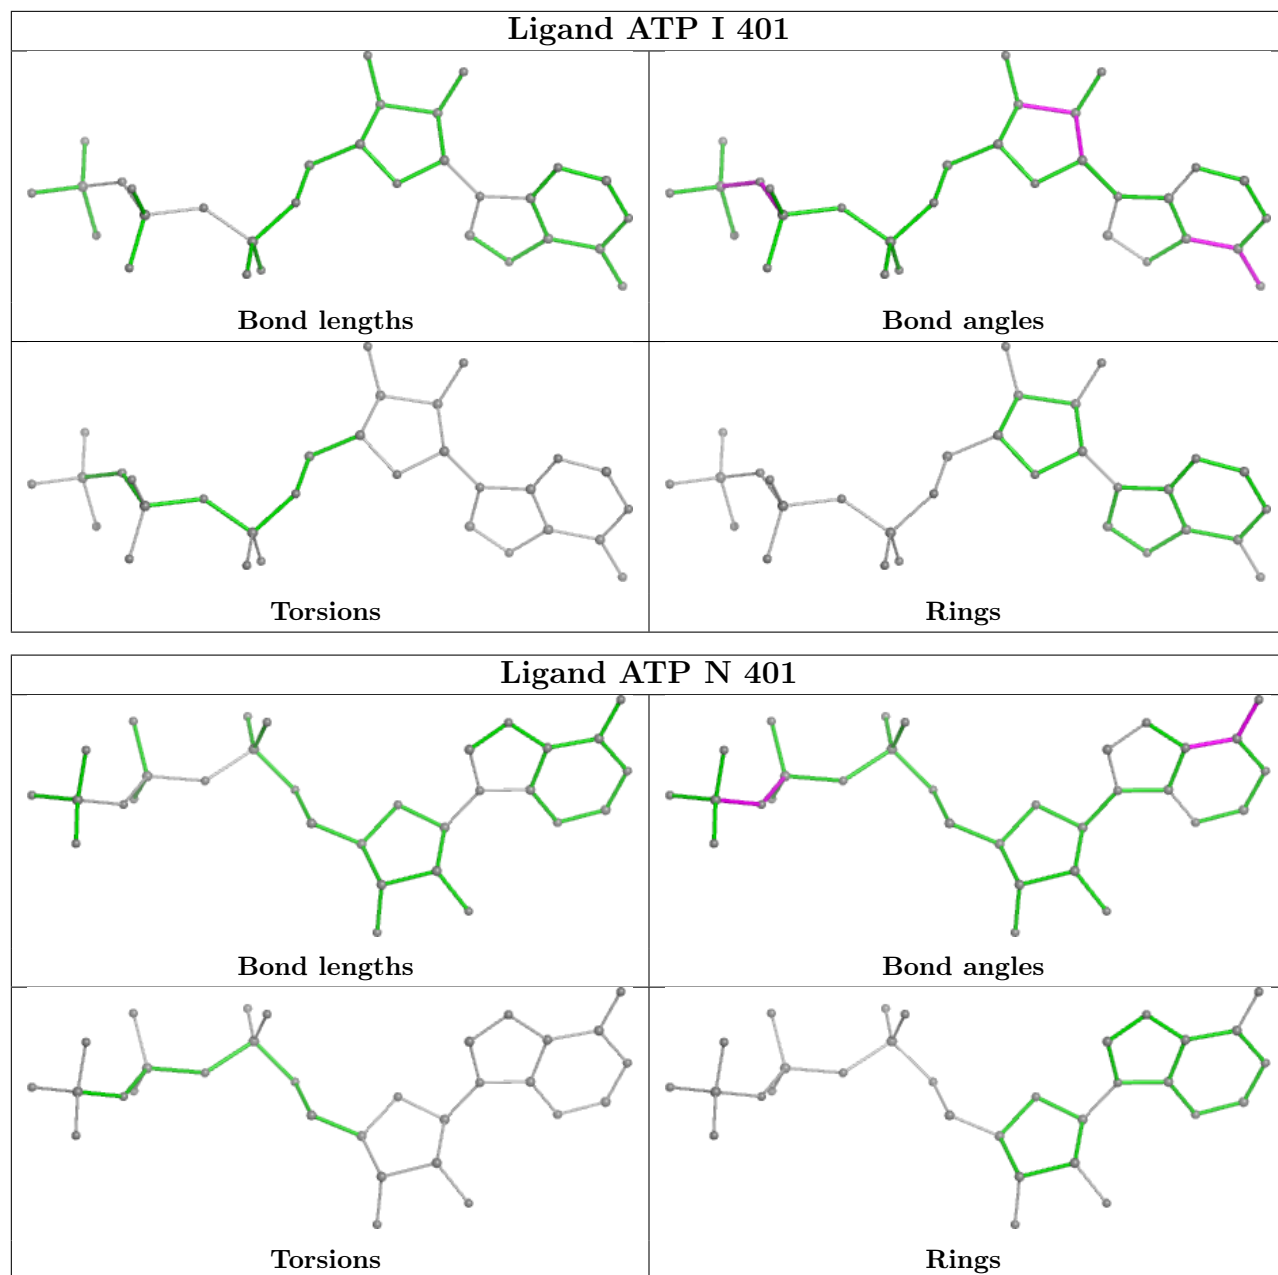 Ligand ATP I 401
Bond lengths
Bond angles
Torsions
Rings
Ligand ATP N 401
Bond lengths
Bond angles
Torsions
Rings